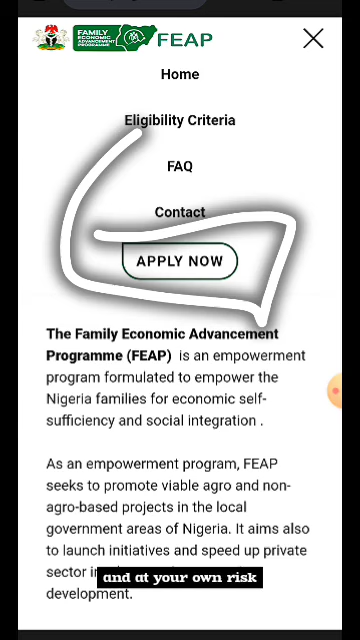 FAMILY
ECONOMIC
ADVANCEMENT
PROGRAMME
FEAP
Home
Eligibility Criteria
FAQ
Contact
APPLY NOW
The Family Economic Advancement
Programme (FEAP) is an empowerment
program formulated to empower the
Nigeria families for economic self-
sufficiency and social integration .
As an empowerment program, FEAP
seeks to promote viable agro and non-
agro-based projects in the local
government areas of Nigeria. It aims also
to launch initiatives and speed up private
sector in
and at your own risk
development.